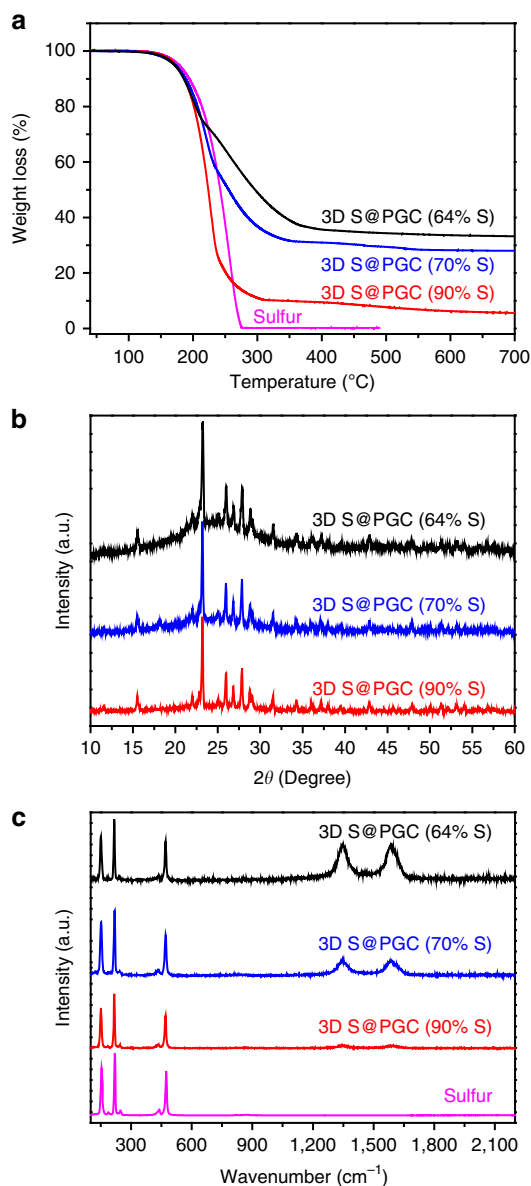 a
Weight loss (%)
100
80
60
40
20
0
3D S@PGC (64% S)
3D S@PGC (70% S)
3D S@PGC (90% S)
Sulfur
100 200 300 400 500 600 700
Temperature (°C)
b
Intensity (a.u.)
3D S@PGC (64% S)
3D S@PGC (70% S)
3D S@PGC (90% S)
10 15 20 25 30 35 40 45 50 55 60
2θ (Degree)
c
Intensity (a.u.)
3D S@PGC (64% S)
3D S@PGC (70% S)
3D S@PGC (90% S)
Sulfur
300 600 900 1,200 1,500 1,800 2,100
Wavenumber (cm⁻¹)